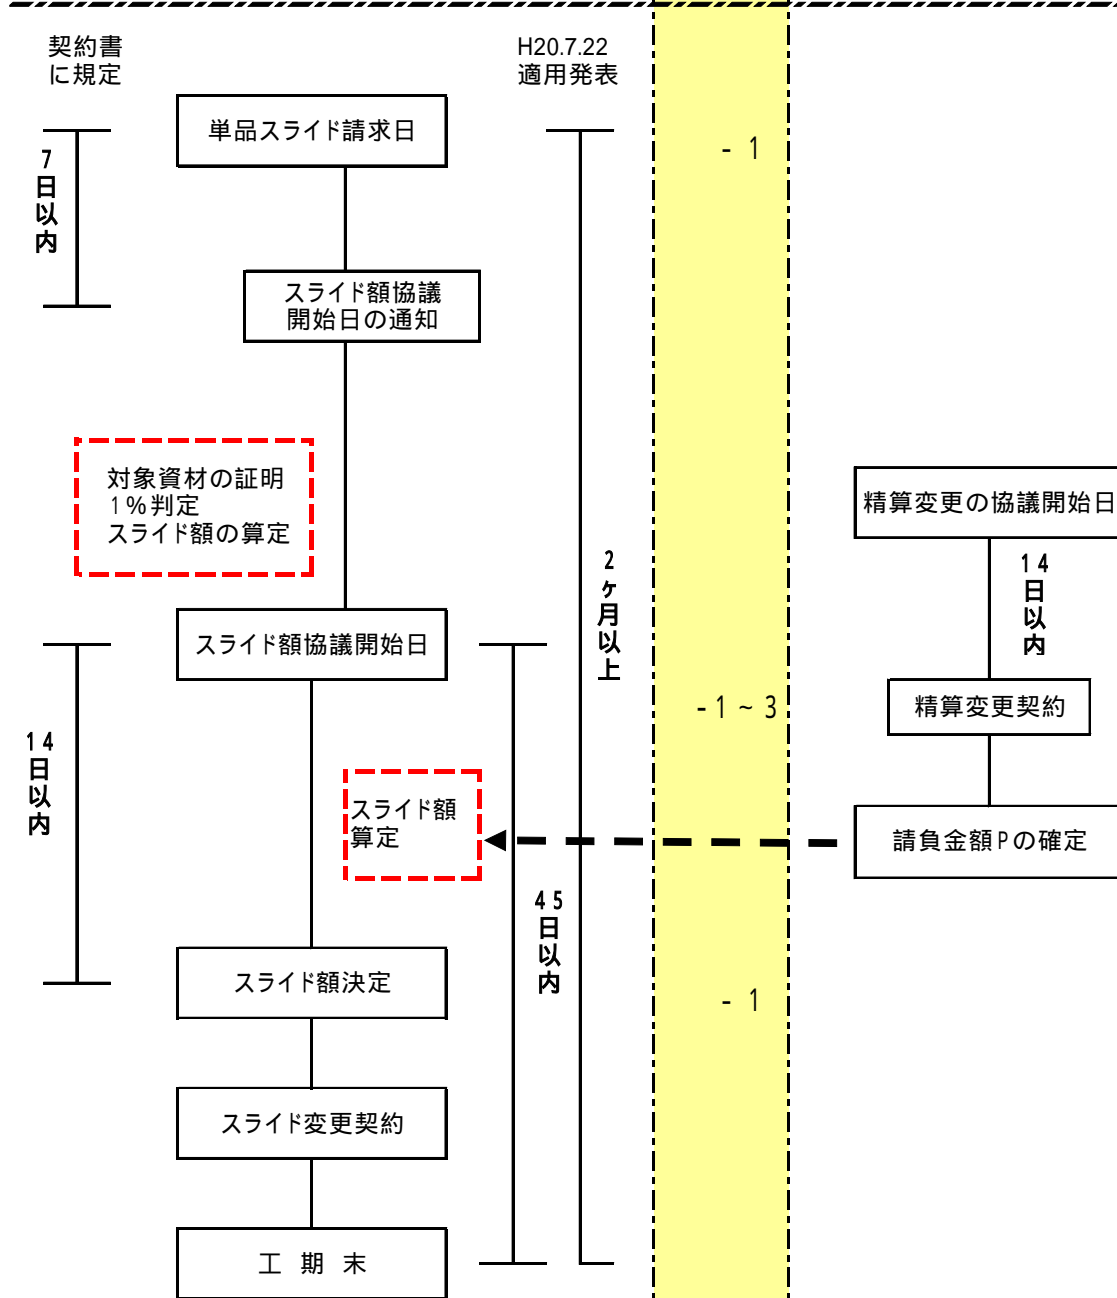 契約書
に規定
H20.7.22
適用発表
単品スライド請求日
- 1
7日以内
スライド額協議
開始日の通知
対象資材の証明
1%判定
スライド額の算定
精算変更の協議開始日
2ヶ月以上
14日以内
スライド額協議開始日
精算変更契約
- 1 ~ 3
14日以内
スライド額
算定
請負金額Pの確定
45日以内
スライド額決定
- 1
スライド変更契約
工 期 末